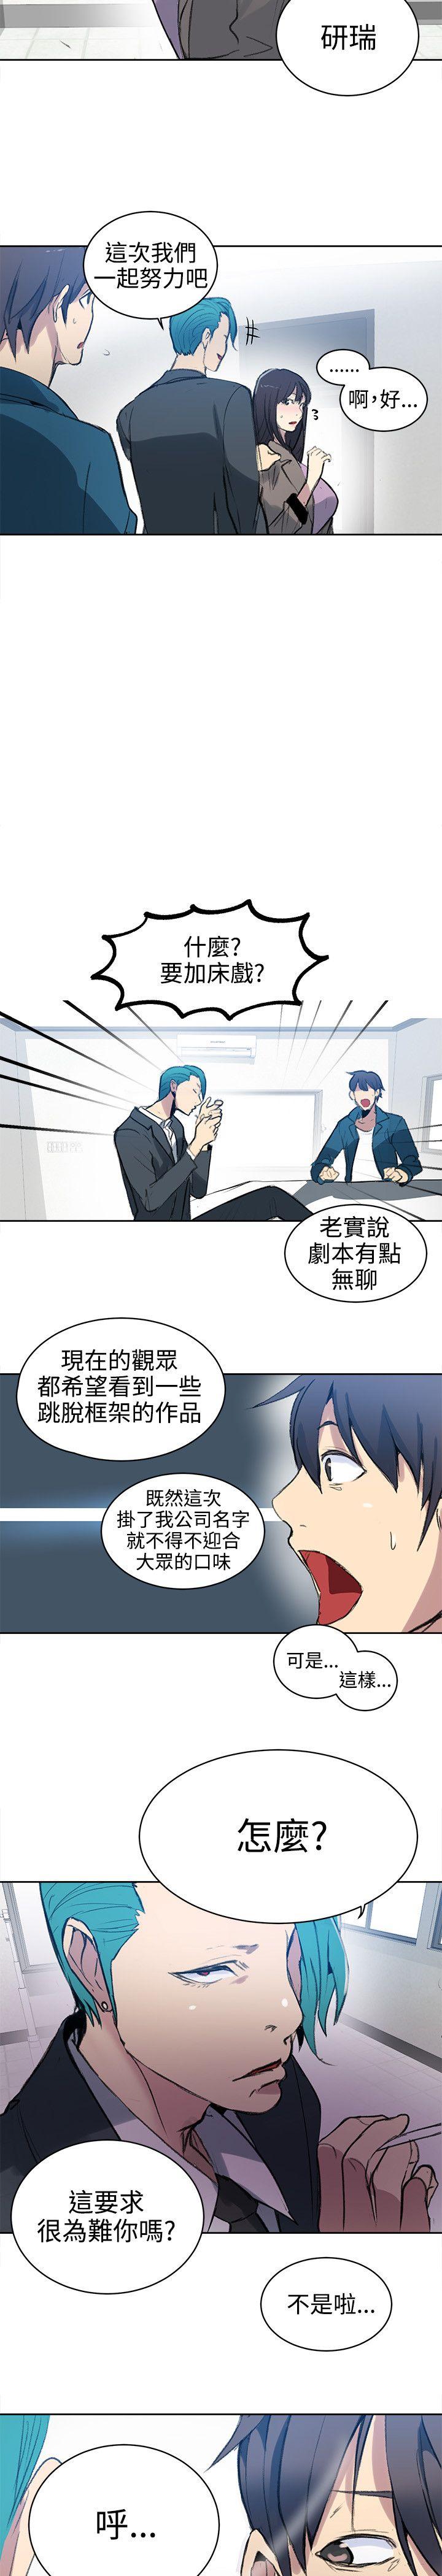 研瑞
這次我們
一起努力吧
......
啊,好...
什麼?
要加床戲?
老實說
劇本有點
無聊
現在的觀眾
都希望看到一些
跳脫框架的作品
既然這次
掛了我公司名字
就不得不迎合
大眾的口味
可是...
這樣...
怎麼?
這要求
很為難你嗎?
不是啦...
呼...